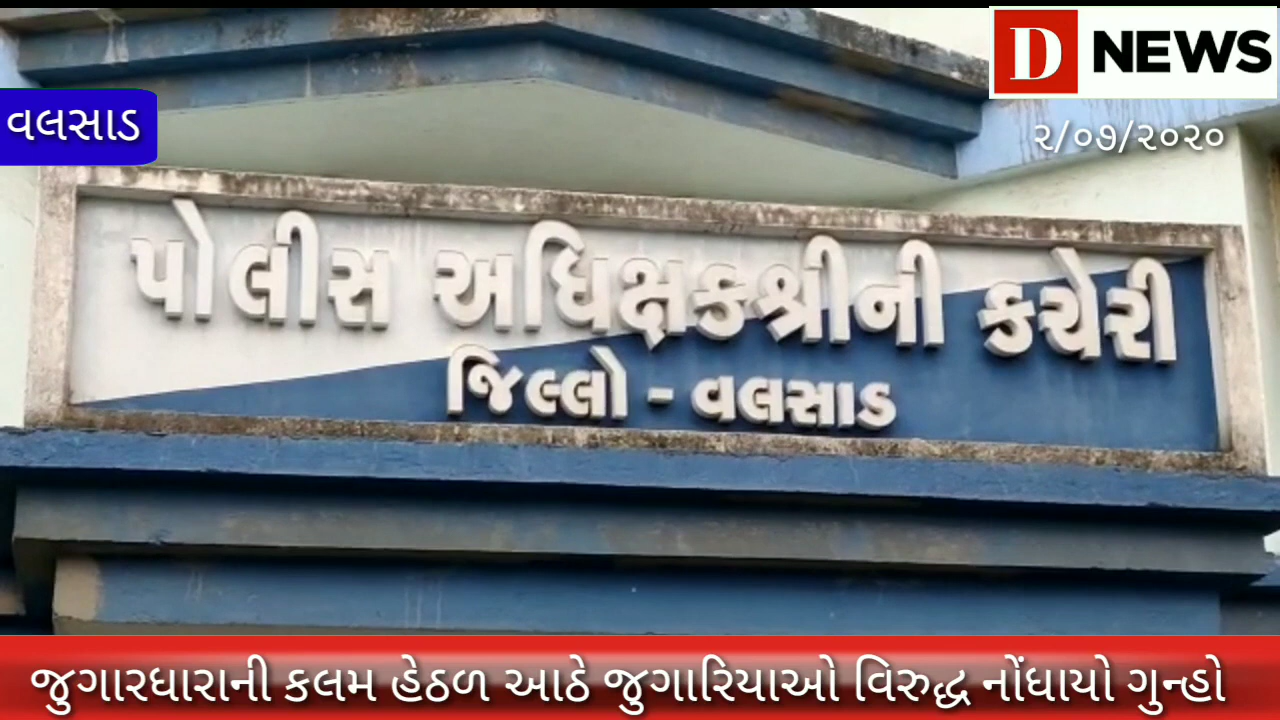 D NEWS
વલસાડ
૨/૦૭/૨૦૨૦
પોલીસ અધિક્ષકશ્રીની કચેરી
જિલ્લો - વલસાડ
જુગારધારાની કલમ હેઠળ આઠે જુગારિયાઓ વિરુદ્ધ નોંધાયો ગુન્હો